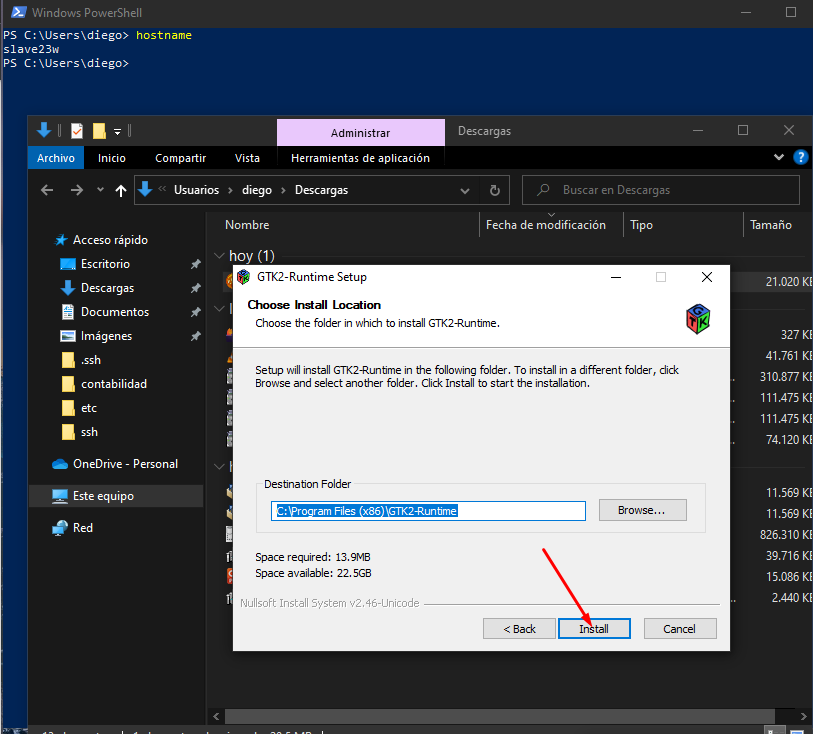 Windows PowerShell
PS C:\Users\diego> hostname
slave23w
PS C:\Users\diego>
Administrar
Descargas
Archivo
Inicio
Compartir
Vista
Herramientas de aplicación
Usuarios > diego > Descargas
Buscar en Descargas
Nombre
Fecha de modificación
Tipo
Tamaño
Acceso rápido
Escritorio
Descargas
Documentos
Imágenes
.ssh
contabilidad
etc
ssh
OneDrive - Personal
Este equipo
Red
hoy (1)
21.020 KB
327 KB
41.761 KB
310.877 KB
111.475 KB
111.475 KB
74.120 KB
11.569 KB
11.569 KB
826.310 KB
39.716 KB
15.086 KB
2.440 KB
GTK2-Runtime Setup
Choose Install Location
Choose the folder in which to install GTK2-Runtime.
GTK
Setup will install GTK2-Runtime in the following folder. To install in a different folder, click
Browse and select another folder. Click Install to start the installation.
Destination Folder
C:\Program Files (x86)\GTK2-Runtime
Browse...
Space required: 13.9MB
Space available: 22.5GB
Nullsoft Install System v2.46-Unicode
< Back
Install
Cancel